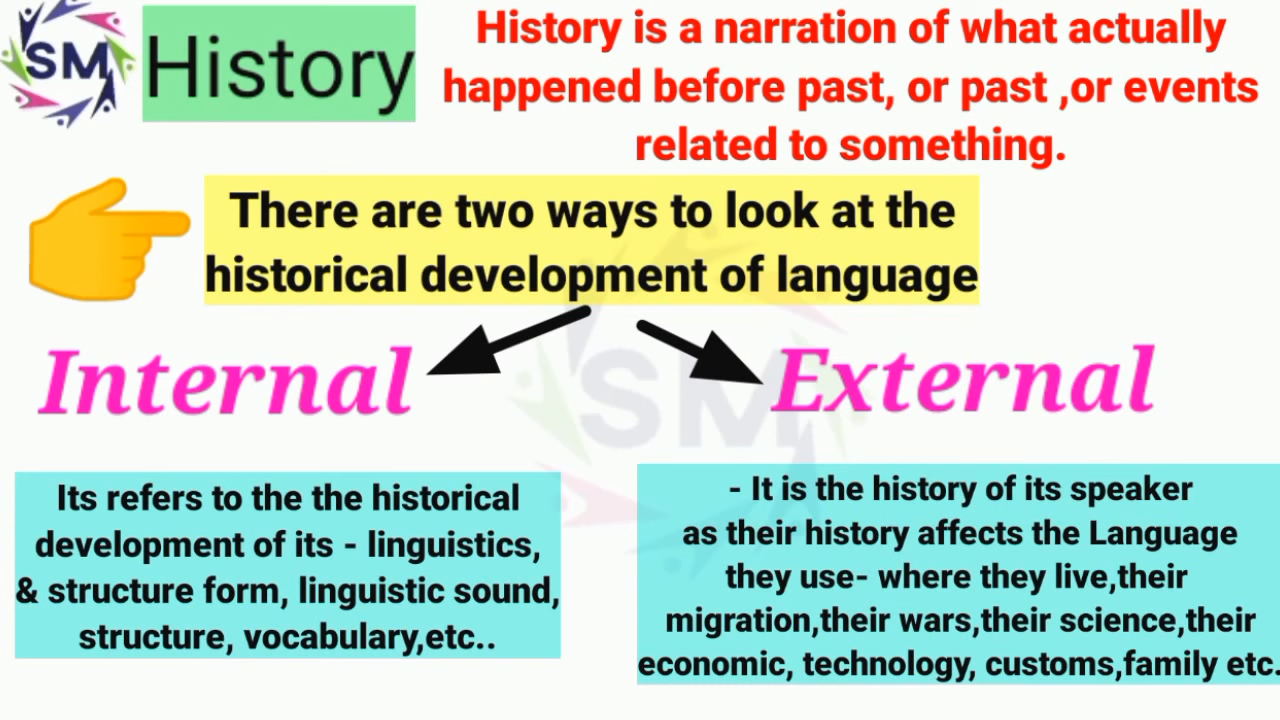 SM
History
History is a narration of what actually
happened before past, or past ,or events
related to something.
There are two ways to look at the
historical development of language
Internal
External
SM
Its refers to the the historical
development of its - linguistics,
& structure form, linguistic sound,
structure, vocabulary,etc..
- It is the history of its speaker
as their history affects the Language
they use- where they live,their
migration,their wars,their science,their
economic, technology, customs,family etc.